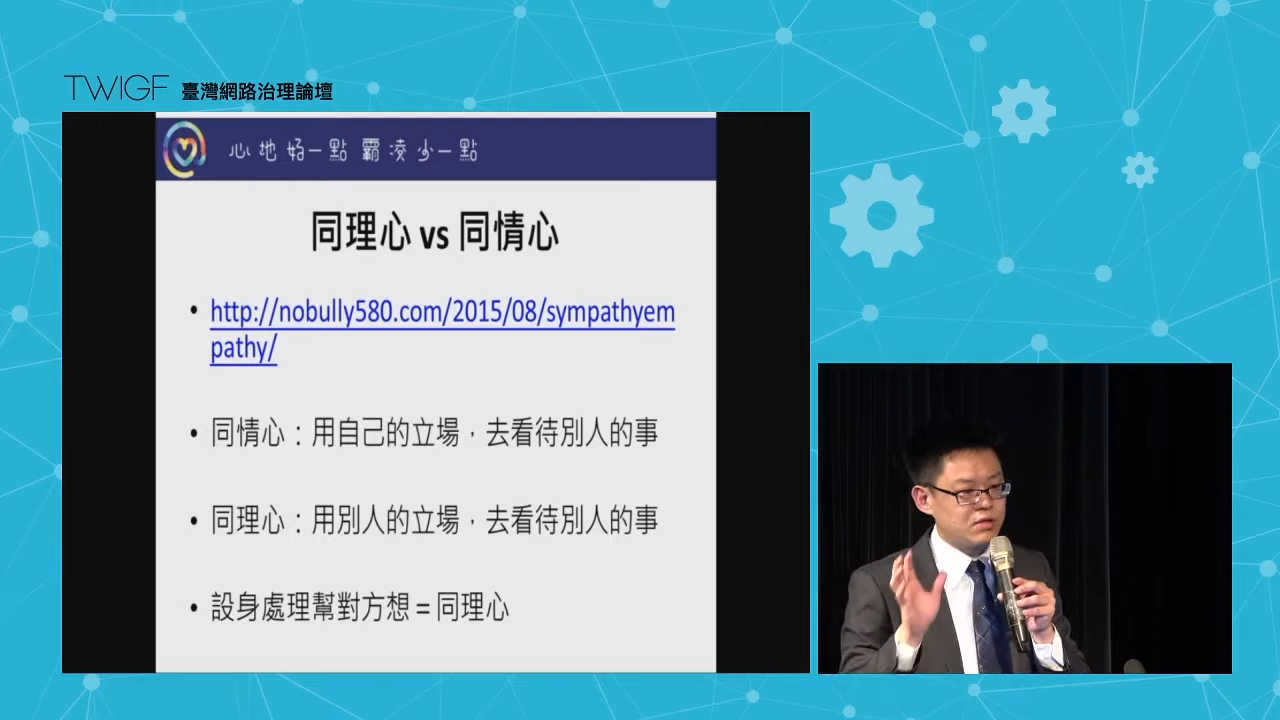 TWIGF 臺灣網路治理論壇
心地好一點 霸凌少一點
同理心 vs 同情心
• http://nobully580.com/2015/08/sympathyem
pathy/
• 同情心：用自己的立場，去看待別人的事
• 同理心：用別人的立場，去看待別人的事
• 設身處理幫對方想 = 同理心